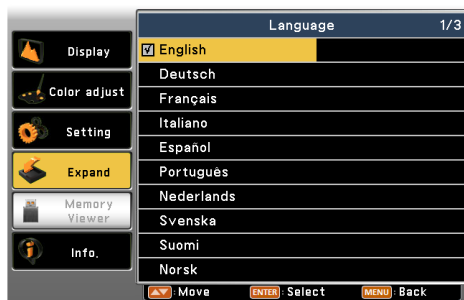 Language 1/3
Display
Color adjust
Setting
Expand
Memory
Viewer
Info.
English
Deutsch
Français
Italiano
Español
Português
Nederlands
Svenska
Suomi
Norsk
:Move ENTER :Select MENU :Back